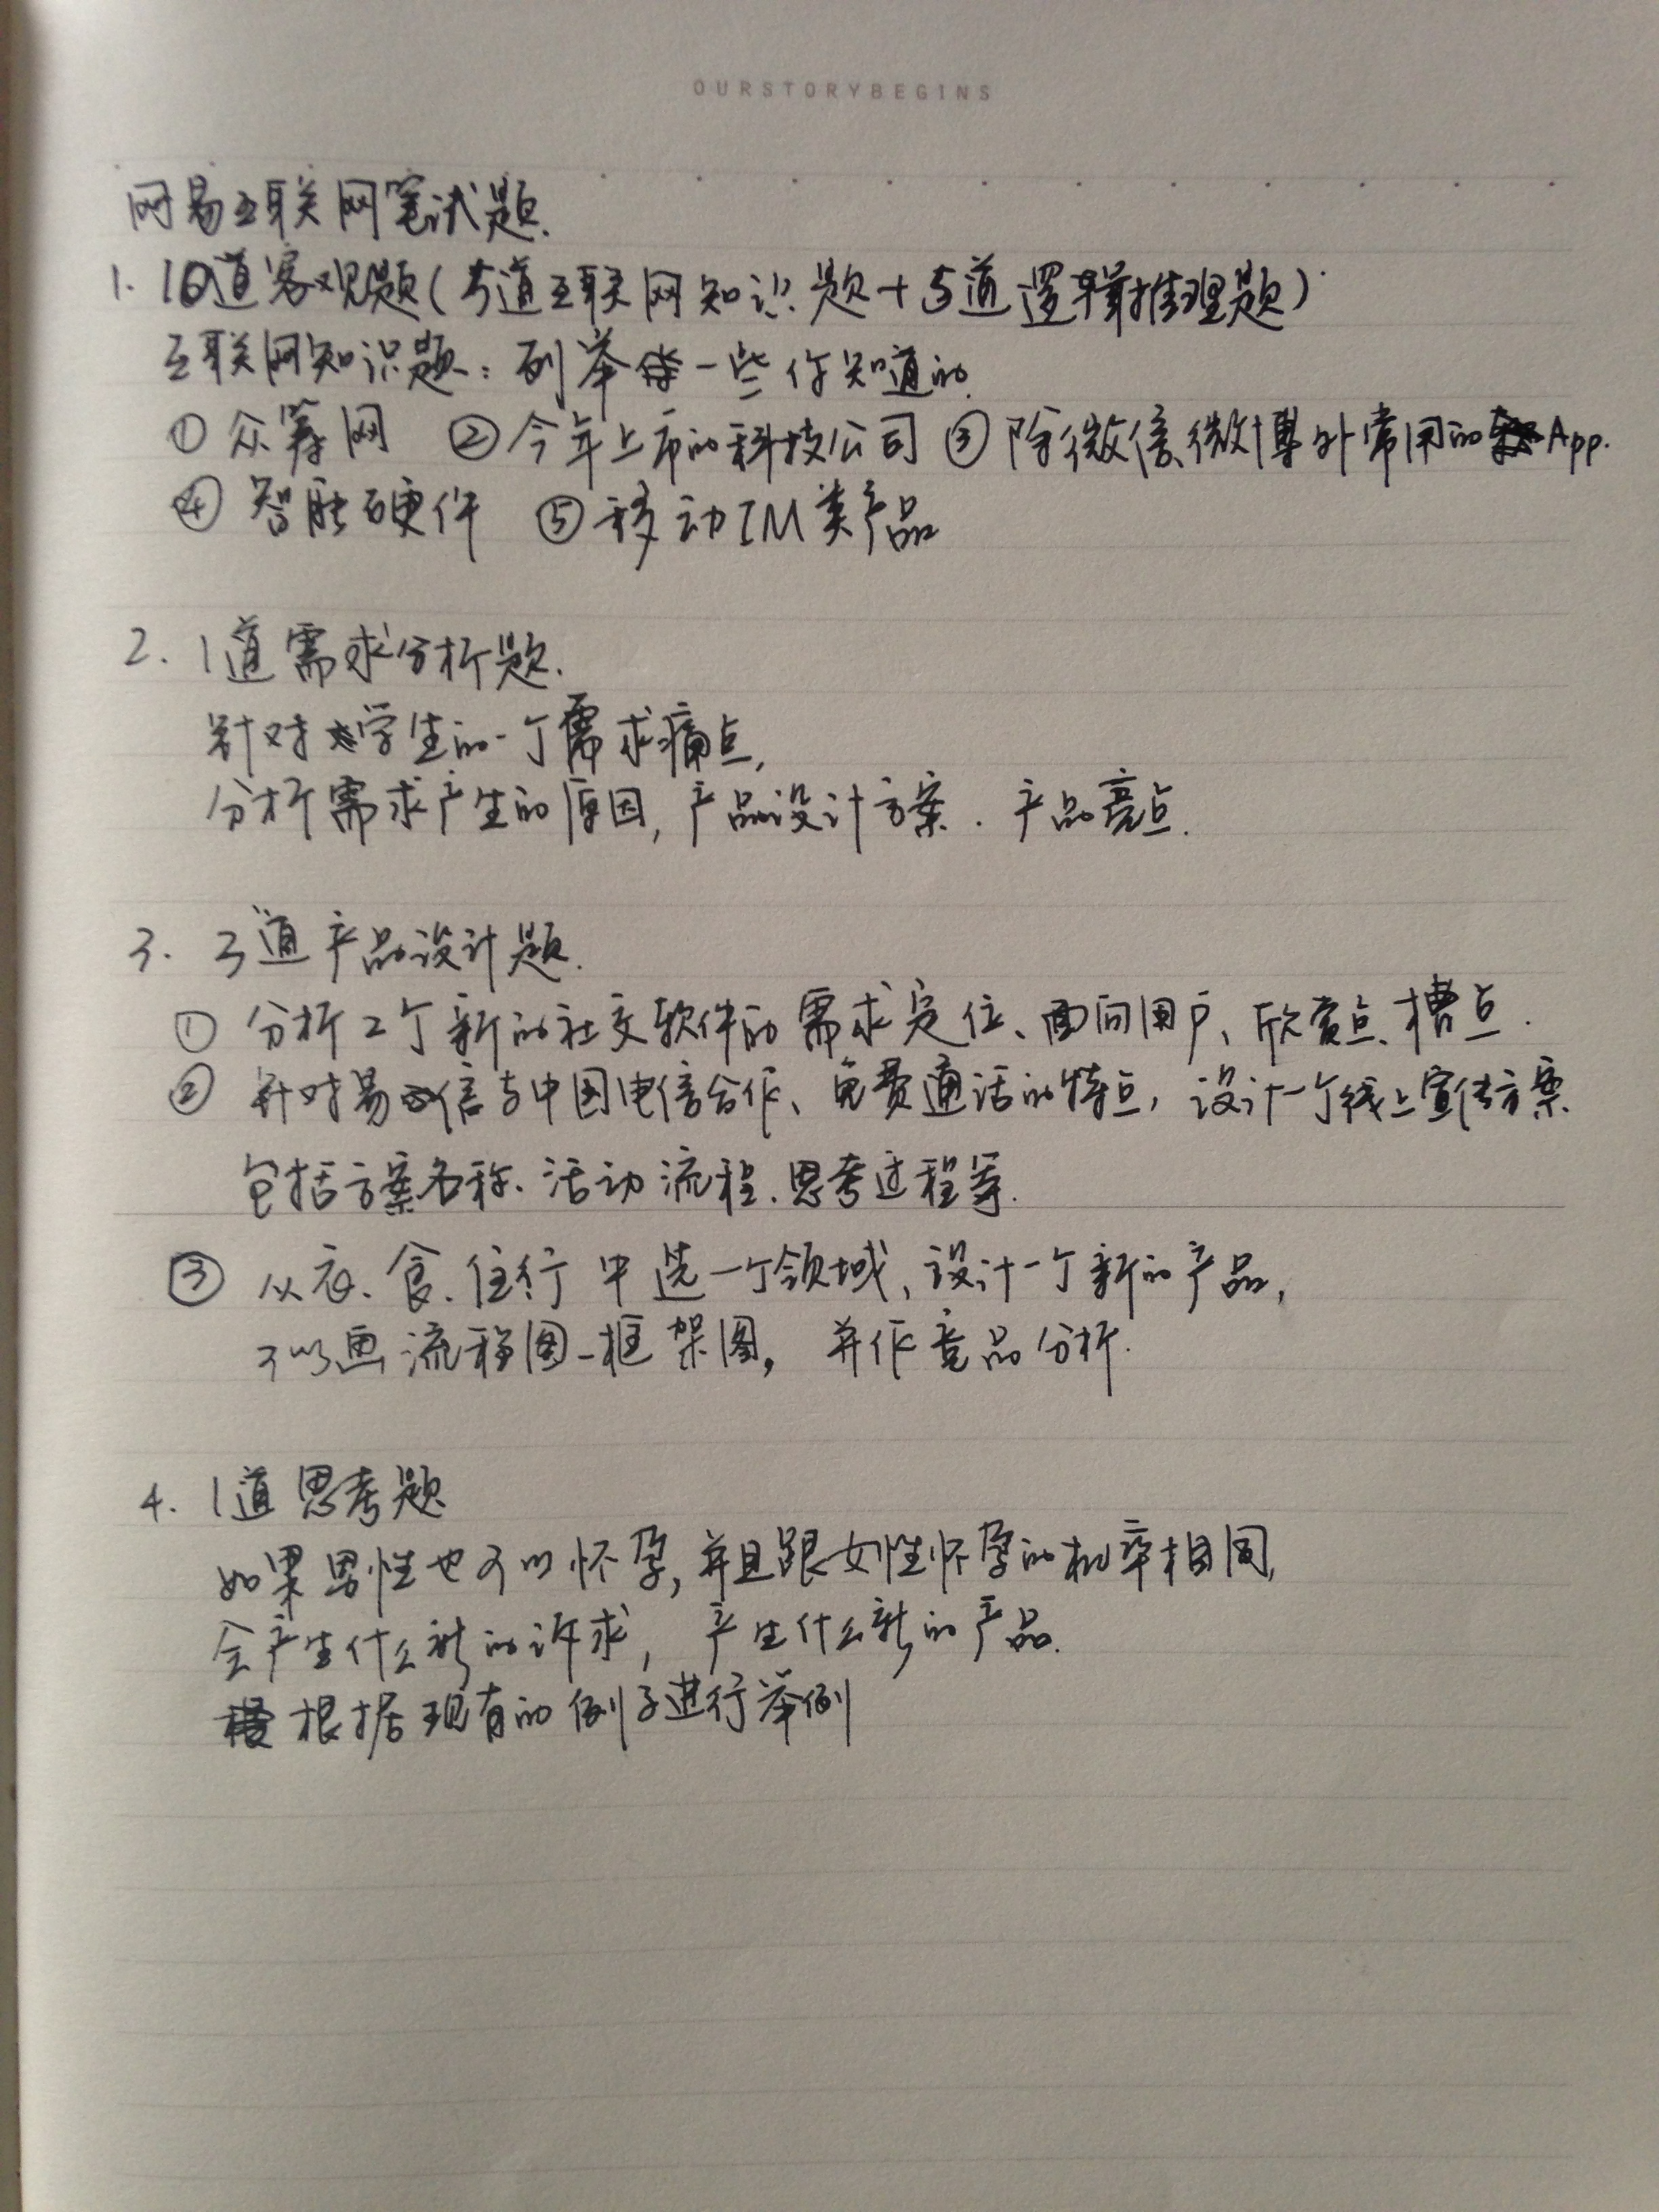 OURSTORYBEGINS
网易互联网笔试题.
1. 10道客观题(5道互联网知识题+5道逻辑推理题).
互联网知识题: 列举一些你知道的.
① 众筹网 ② 今年上市的科技公司 ③ 除微信微博外常用的App.
④ 智能硬件 ⑤ 移动IM类产品
2. 1道需求分析题.
针对大学生的一个需求痛点,
分析需求产生的原因, 产品设计方案. 产品亮点.
3. 3道产品设计题.
① 分析2个新的社交软件的需求定位、面向用户、欣赏点、槽点.
② 针对易信与中国电信合作、免费通话的特点, 设计一个线上宣传方案
包括方案名称、活动流程.思考过程等.
③ 从衣、食.住行中选一个领域, 设计一个新的产品,
可以画流程图-框架图, 并作竞品分析.
4. 1道思考题
如果男性也可以怀孕, 并且跟女性怀孕的概率相同,
会产生什么新的诉求, 产生什么新的产品.
根据现有的例子进行举例